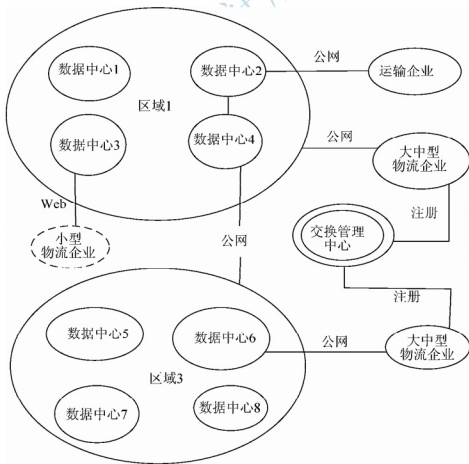 数据中心1
数据中心2
公网
运输企业
区域1
数据中心3
数据中心4
公网
大中型
物流企业
Web
注册
小型
物流企业
公网
交换管理
中心
注册
数据中心5
数据中心6
公网
大中型
物流企业
区域3
数据中心7
数据中心8